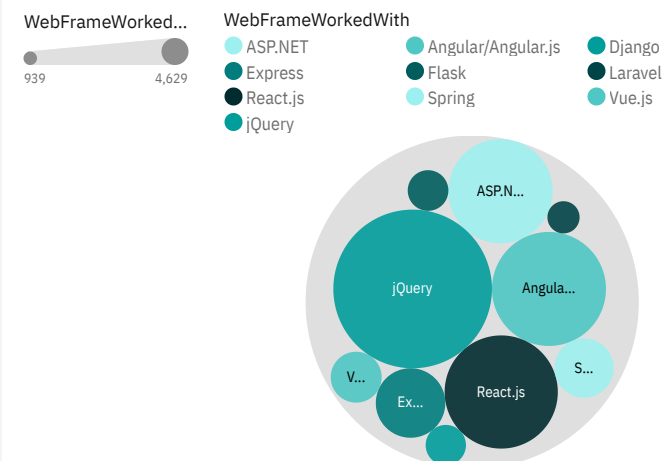 WebFrameWorked...
939
4,629
WebFrameWorkedWith
ASP.NET
Angular/Angular.js
Django
Express
Flask
Laravel
React.js
Spring
Vue.js
jQuery
ASP.N...
jQuery
Angula...
V...
Ex...
React.js
S...